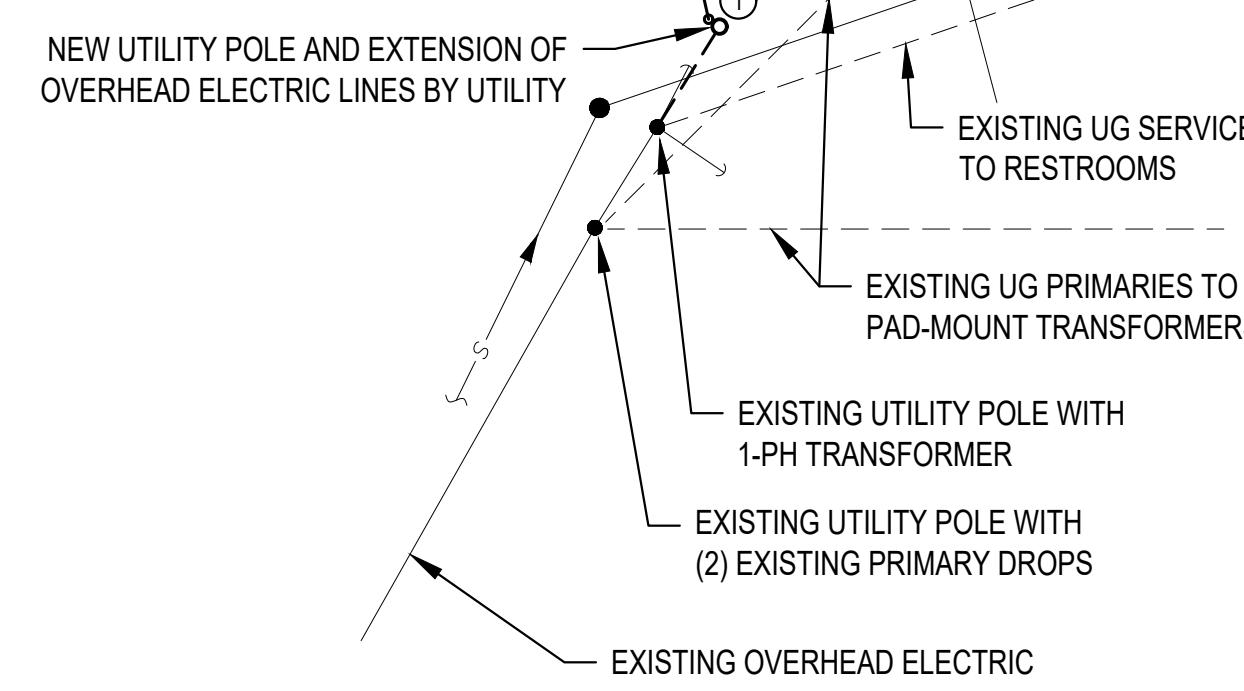 NEW UTILITY POLE AND EXTENSION OF
OVERHEAD ELECTRIC LINES BY UTILITY
EXISTING UG SERVICE
TO RESTROOMS
EXISTING UG PRIMARIES TO
PAD-MOUNT TRANSFORMER
S
EXISTING UTILITY POLE WITH
1-PH TRANSFORMER
EXISTING UTILITY POLE WITH
(2) EXISTING PRIMARY DROPS
EXISTING OVERHEAD ELECTRIC